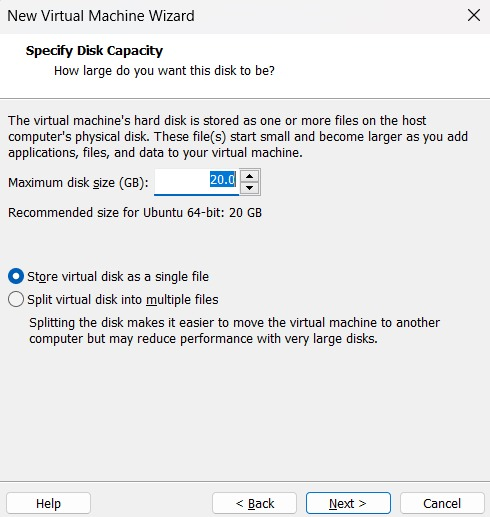 New Virtual Machine Wizard
Specify Disk Capacity
How large do you want this disk to be?
The virtual machine's hard disk is stored as one or more files on the host
computer's physical disk. These file(s) start small and become larger as you add
applications, files, and data to your virtual machine.
Maximum disk size (GB): 20.0
Recommended size for Ubuntu 64-bit: 20 GB
Store virtual disk as a single file
Split virtual disk into multiple files
Splitting the disk makes it easier to move the virtual machine to another
computer but may reduce performance with very large disks.
Help < Back Next > Cancel